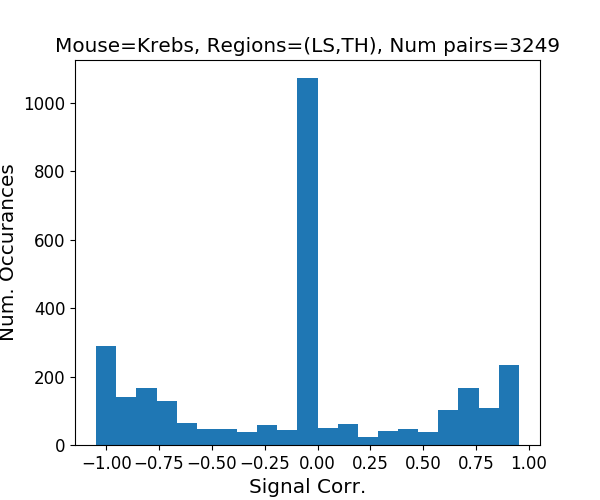 Mouse=Krebs, Regions=(LS,TH), Num pairs=3249
1000
800
600
400
200
0
Num. Occurances
−1.00 −0.75 −0.50 −0.25 0.00 0.25 0.50 0.75 1.00
Signal Corr.